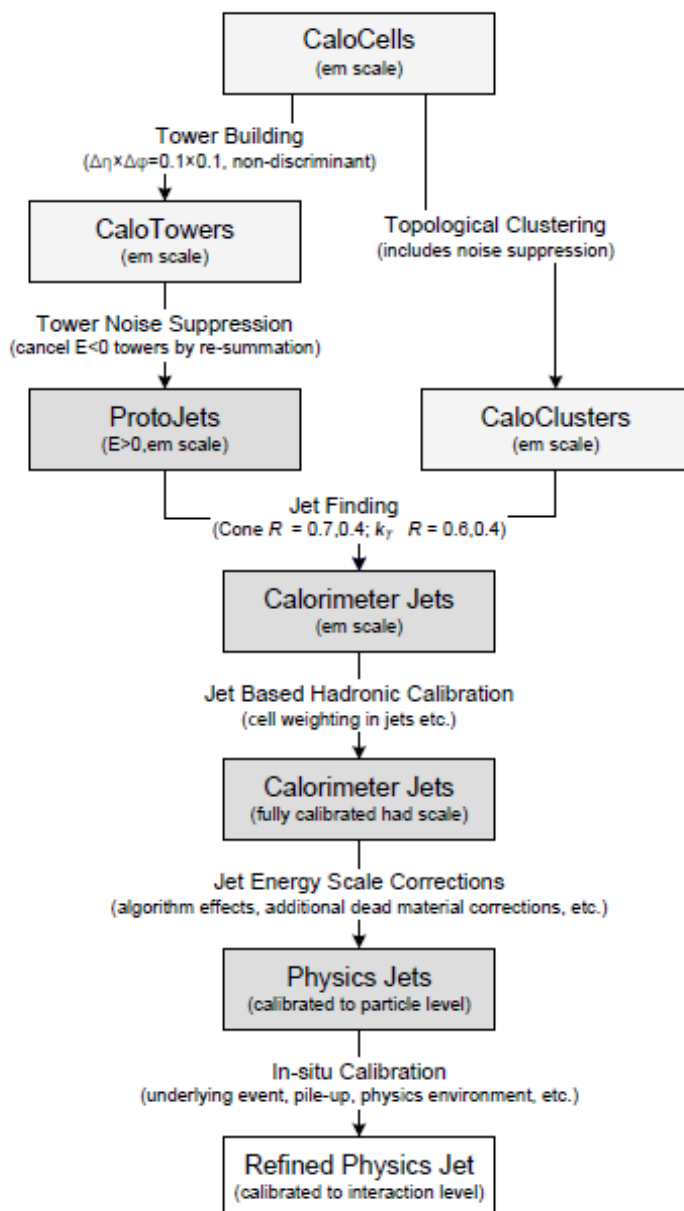 CaloCells
(em scale)
Tower Building
(Δη×Δφ=0.1×0.1, non-discriminant)
CaloTowers
(em scale)
Topological Clustering
(includes noise suppression)
Tower Noise Suppression
(cancel E<0 towers by re-summation)
ProtoJets
(E>0,em scale)
CaloClusters
(em scale)
Jet Finding
(Cone R = 0.7,0.4; kT R = 0.6,0.4)
Calorimeter Jets
(em scale)
Jet Based Hadronic Calibration
(cell weighting in jets etc.)
Calorimeter Jets
(fully calibrated had scale)
Jet Energy Scale Corrections
(algorithm effects, additional dead material corrections, etc.)
Physics Jets
(calibrated to particle level)
In-situ Calibration
(underlying event, pile-up, physics environment, etc.)
Refined Physics Jet
(calibrated to interaction level)